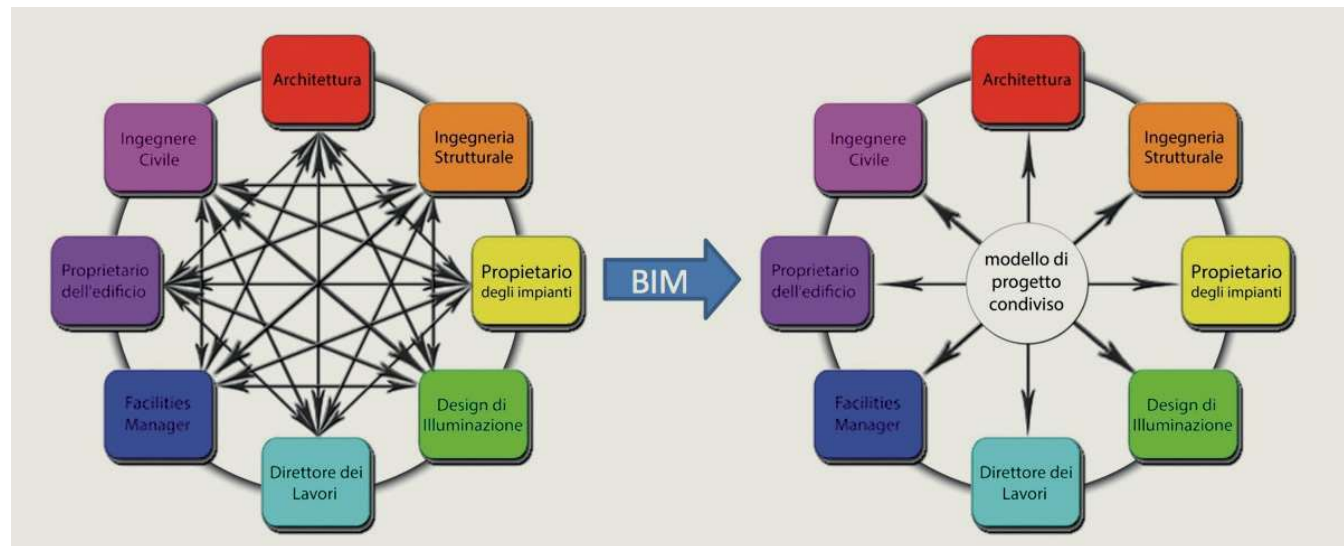 Architettura
Ingegneria
Strutturale
Propietario
degli impianti
Design di
Illuminazione
Direttore dei
Lavori
Facilities
Manager
Proprietario
dell'edificio
Ingegnere
Civile
BIM
Architettura
Ingegneria
Strutturale
Propietario
degli impianti
Design di
Illuminazione
Direttore dei
Lavori
Facilities
Manager
Proprietario
dell'edificio
Ingegnere
Civile
modello di
progetto
condiviso